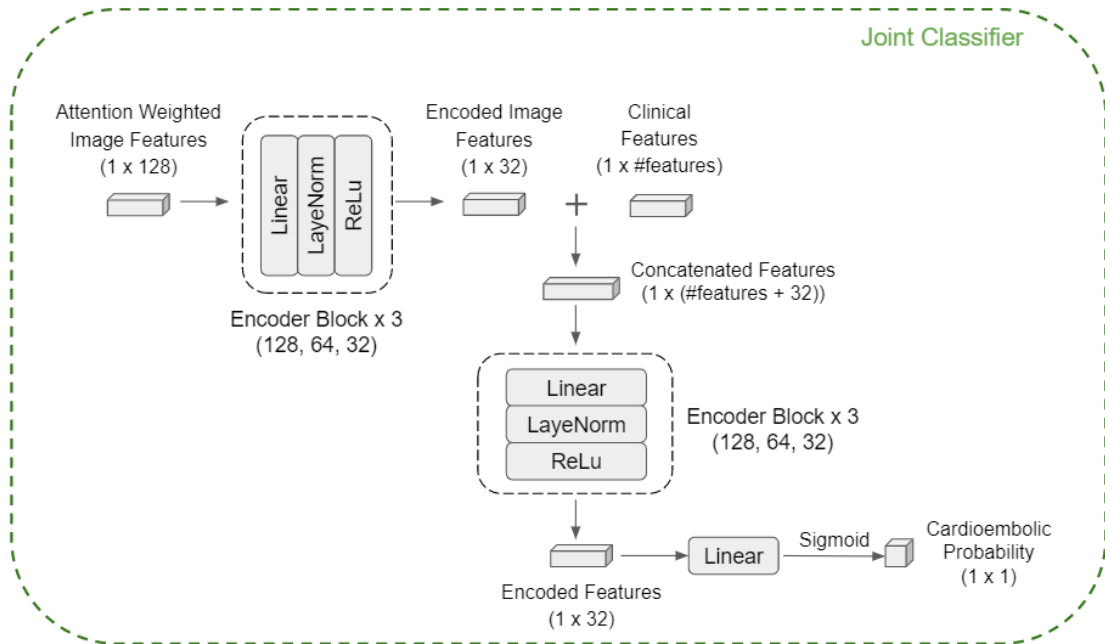 Joint Classifier
Attention Weighted
Image Features
(1 x 128)
Linear
LayeNorm
ReLu
Encoder Block x 3
(128, 64, 32)
Encoded Image
Features
(1 x 32)
+
Clinical
Features
(1 x #features)
Concatenated Features
(1 x (#features + 32))
Linear
LayeNorm
ReLu
Encoder Block x 3
(128, 64, 32)
Encoded Features
(1 x 32)
Linear
Sigmoid
Cardioembolic
Probability
(1 x 1)